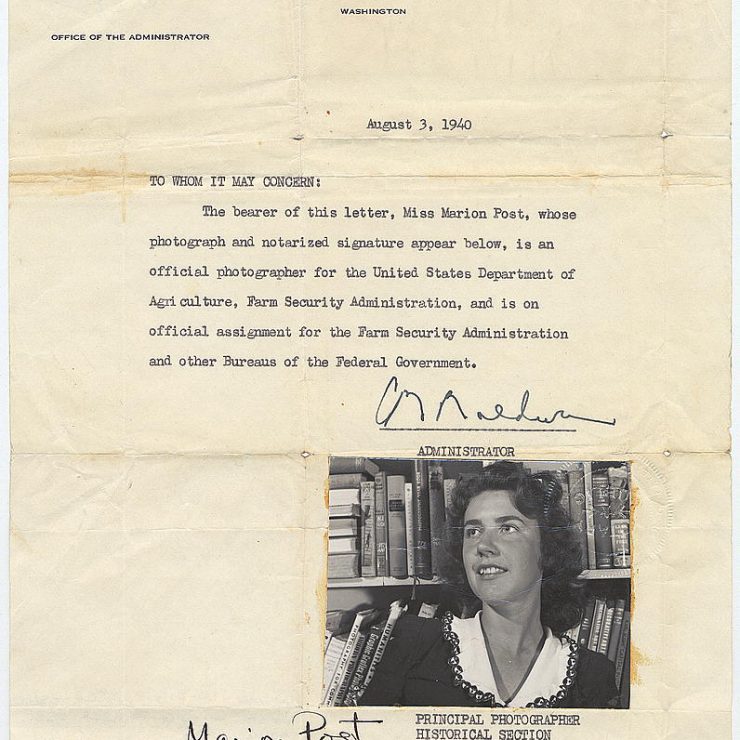 WASHINGTON
OFFICE OF THE ADMINISTRATOR
August 3, 1940
TO WHOM IT MAY CONCERN:
The bearer of this letter, Miss Marion Post, whose
photograph and notarized signature appear below, is an
official photographer for the United States Department of
Agriculture, Farm Security Administration, and is on
official assignment for the Farm Security Administration
and other Bureaus of the Federal Government.
ADMINISTRATOR
Marion Post
PRINCIPAL PHOTOGRAPHER
HISTORICAL SECTION